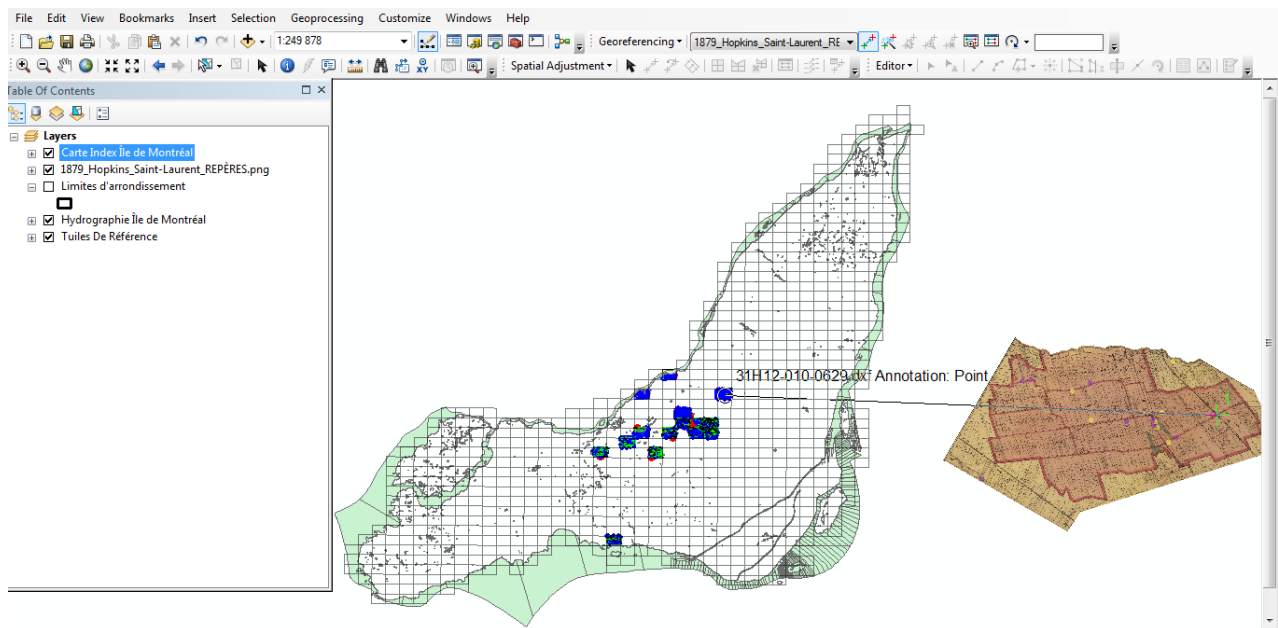 File Edit View Bookmarks Insert Selection Geoprocessing Customize Windows Help
1:249 878 Georeferencing 1879_Hopkins_Saint-Laurent_RE
Spatial Adjustment Editor
Table Of Contents
Layers
Carte Index Île de Montréal
1879_Hopkins_Saint-Laurent_REPÈRES.png
Limites d'arrondissement
Hydrographie Île de Montréal
Tuiles De Référence
31H12-010-0629.dxf Annotation: Point